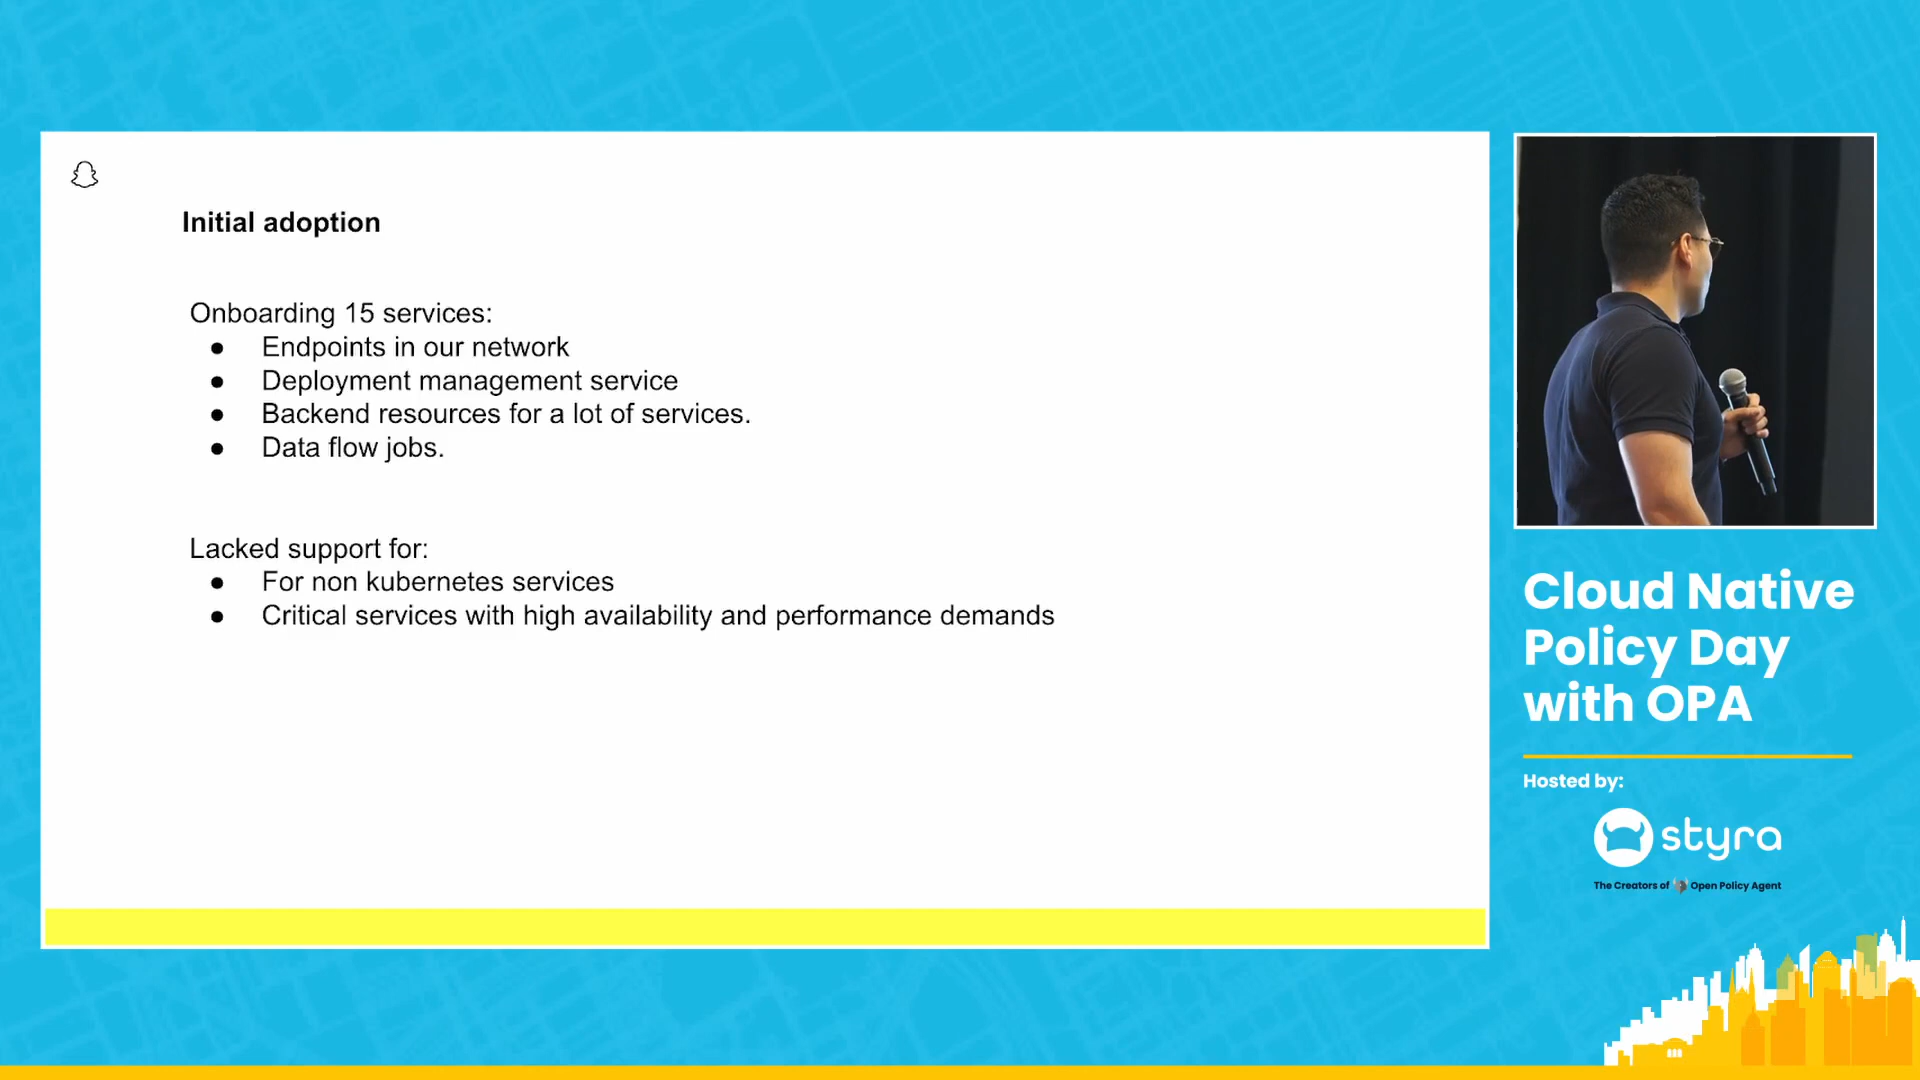 Initial adoption
Onboarding 15 services:
● Endpoints in our network
● Deployment management service
● Backend resources for a lot of services.
● Data flow jobs.
Lacked support for:
● For non kubernetes services
● Critical services with high availability and performance demands
Cloud Native
Policy Day
with OPA
Hosted by:
styra
The Creators of Open Policy Agent